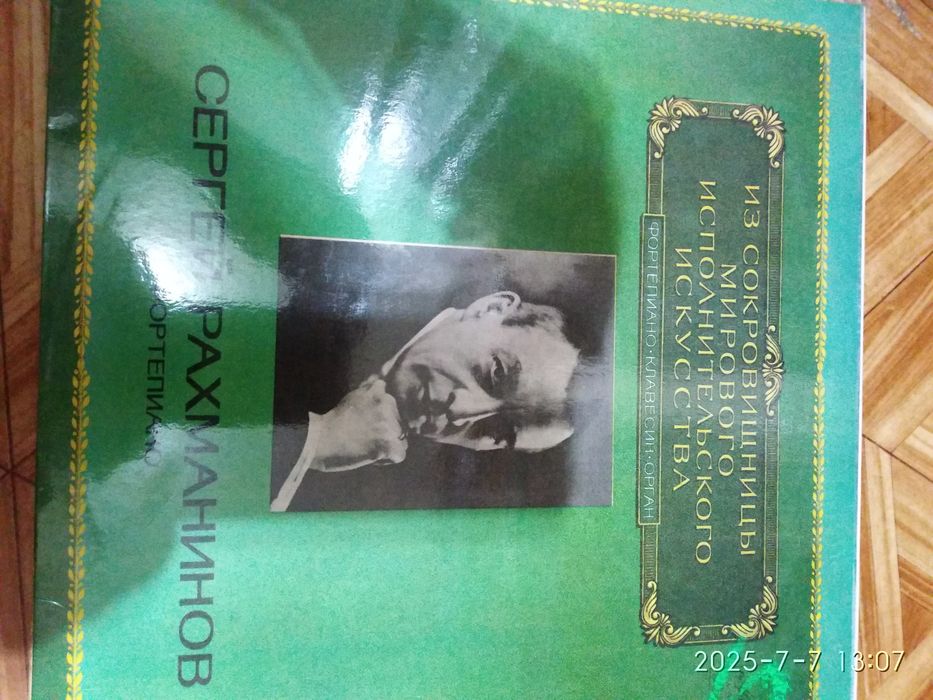 ИЗ СОКРОВИЩНИЦЫ
МИРОВОГО
ИСПОЛНИТЕЛЬСКОГО
ИСКУССТВА
ФОРТЕПИАНО·КЛАВЕСИН·ОРГАН
СЕРГЕЙ РАХМАНИНОВ
ФОРТЕПИАНО
2025-7-7 13:07